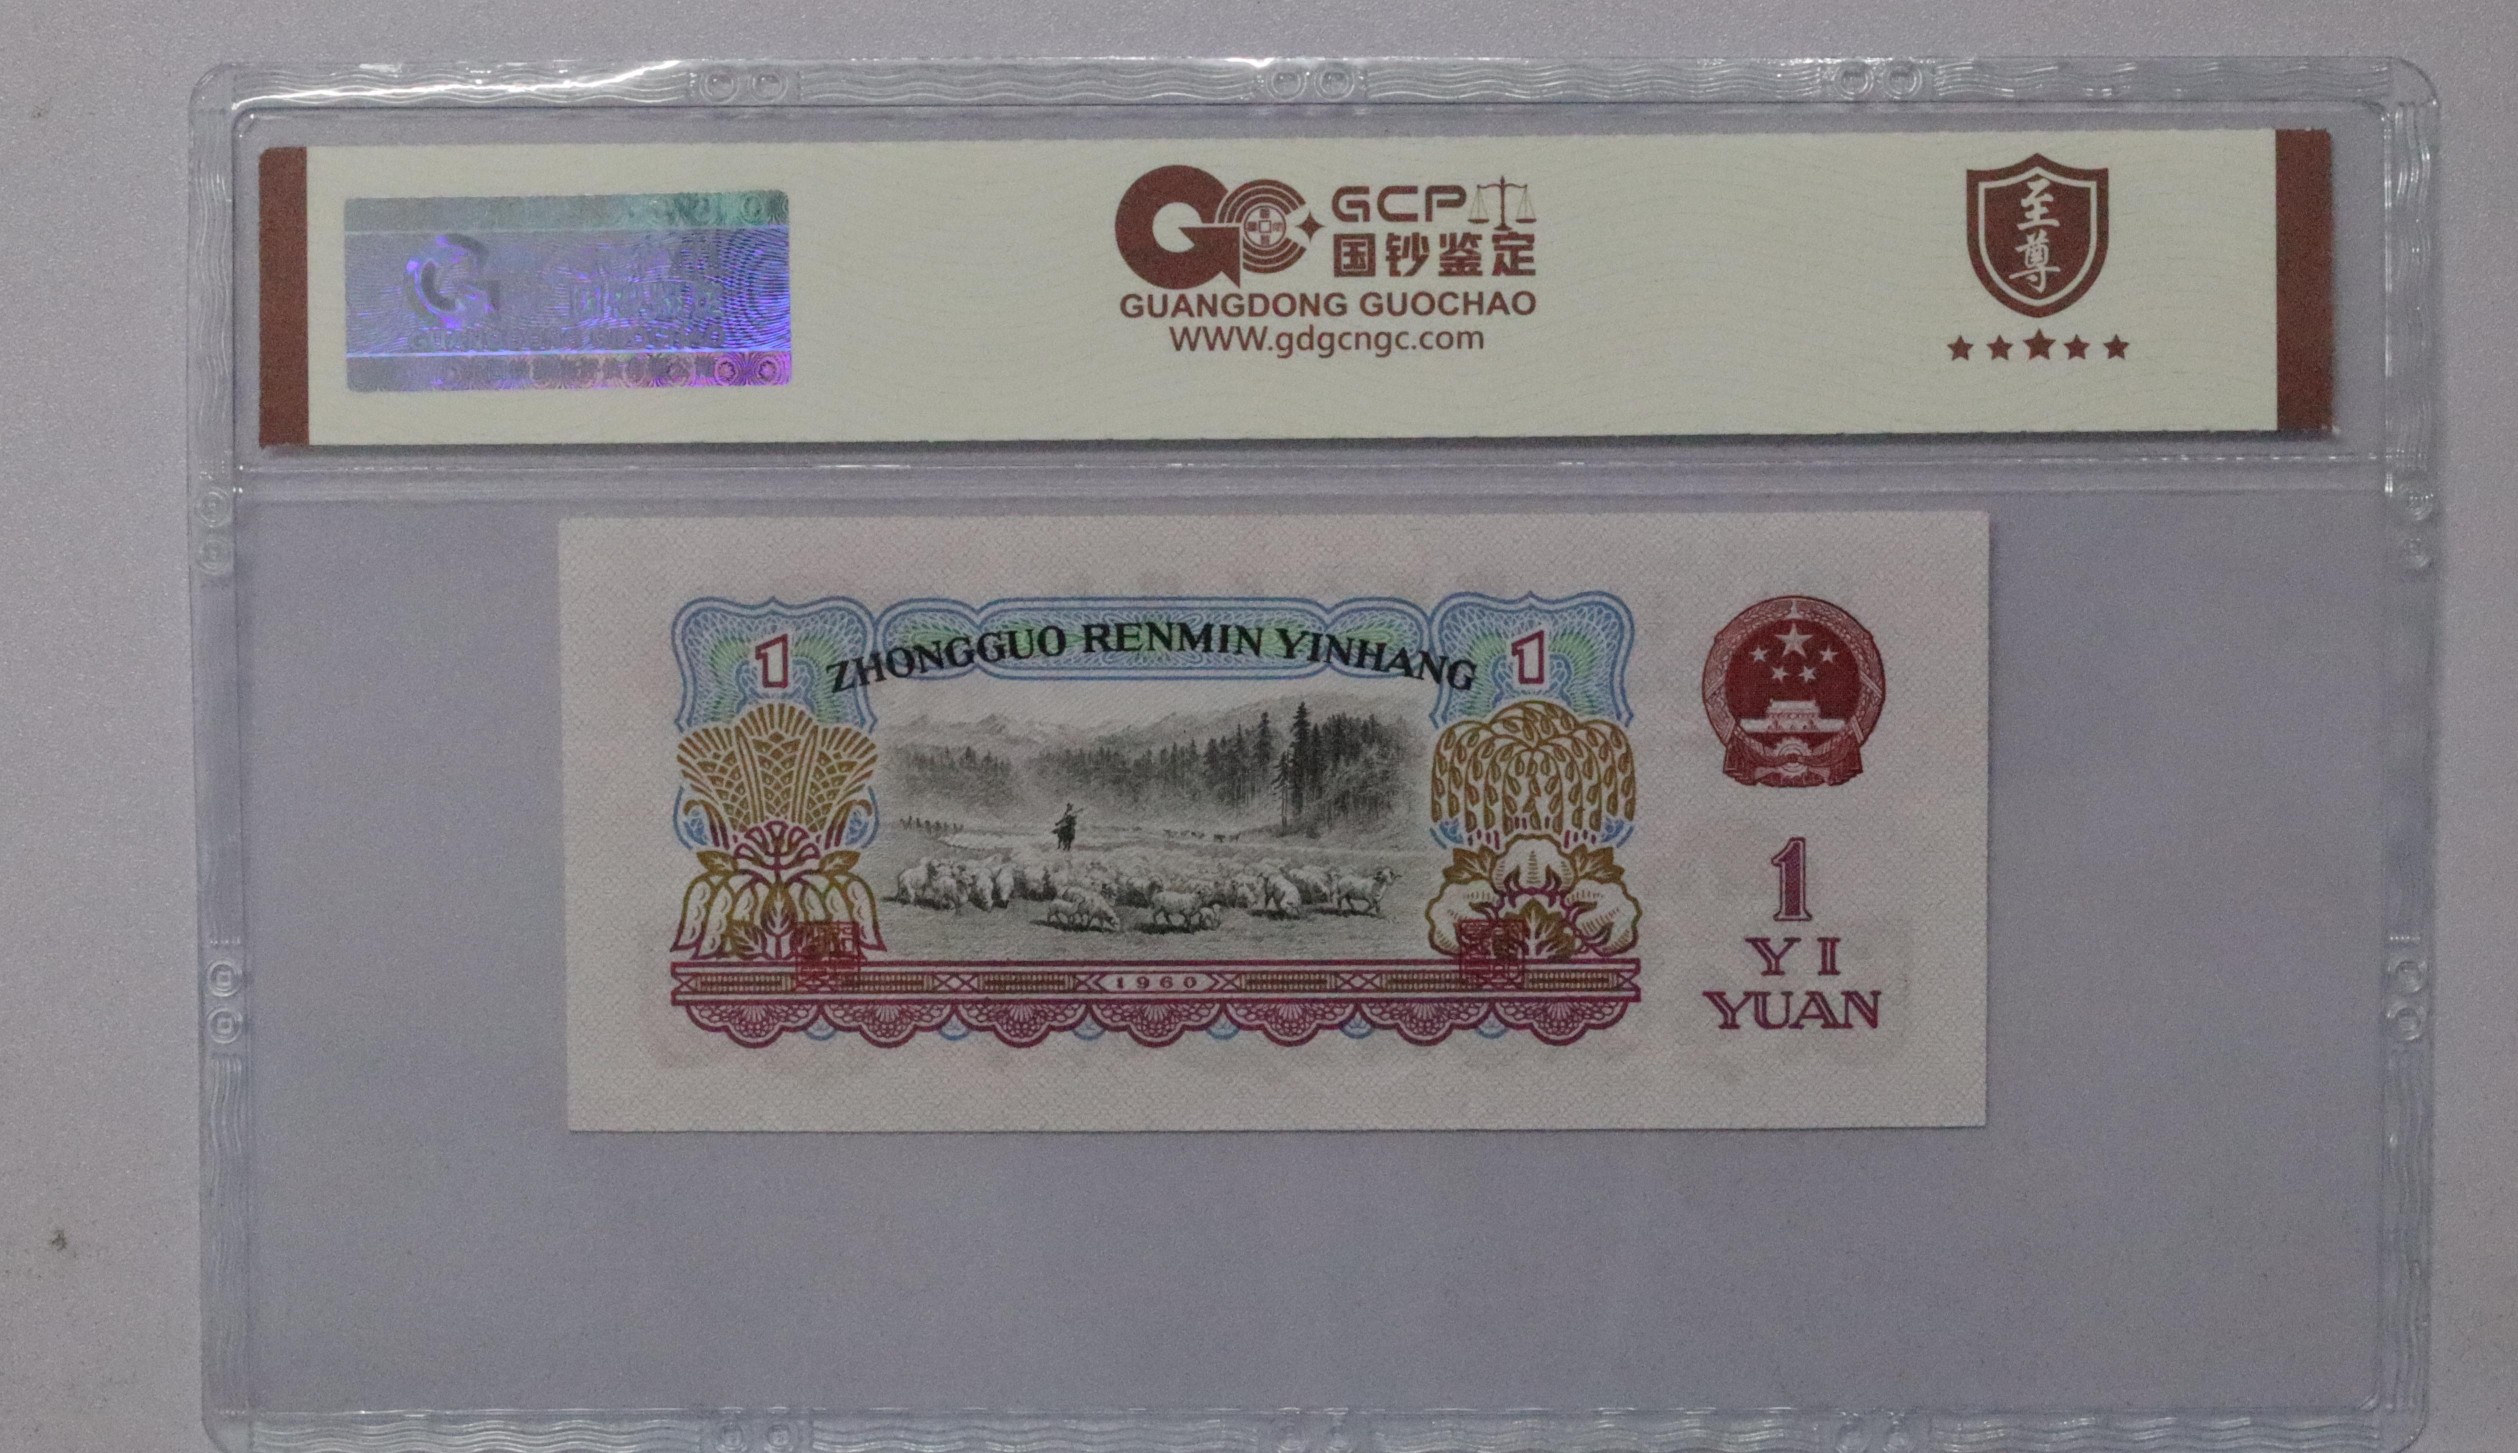 GCP
国钞鉴定
GUANGDONG GUOCHAO
WWW.gdgcngc.com
至尊
1
ZHONGGUO RENMIN YINHANG
1
1960
1
YI
YUAN